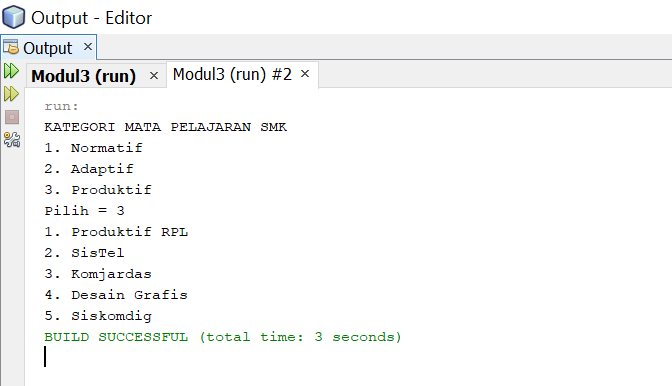 Output - Editor
Output ×
Modul3 (run) × Modul3 (run) #2 ×
run:
KATEGORI MATA PELAJARAN SMK
1. Normatif
2. Adaptif
3. Produktif
Pilih = 3
1. Produktif RPL
2. SisTel
3. Komjardas
4. Desain Grafis
5. Siskomdig
BUILD SUCCESSFUL (total time: 3 seconds)